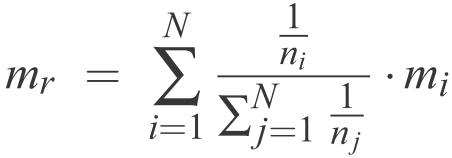 m_r = \sum_{i=1}^{N} \frac{\frac{1}{n_i}}{\sum_{j=1}^{N} \frac{1}{n_j}} \cdot m_i